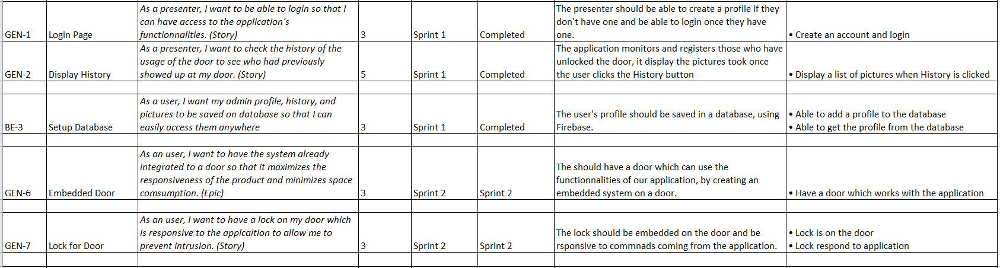 GEN-1
Login Page
As a presenter, I want to be able to login so that I
can have access to the application's
functionnalities. (Story)
3
Sprint 1
Completed
The presenter should be able to create a profile if they
don't have one and be able to login once they have
one.
• Create an account and login
GEN-2
Display History
As a presenter, I want to check the history of the
usage of the door to see who had previously
showed up at my door. (Story)
5
Sprint 1
Completed
The application monitors and registers those who have
unlocked the door, it display the pictures took once
the user clicks the History button
• Display a list of pictures when History is clicked
BE-3
Setup Database
As a user, I want my admin profile, history, and
pictures to be saved on database so that I can
easily access them anywhere
3
Sprint 1
Completed
The user's profile should be saved in a database, using
Firebase.
• Able to add a profile to the database
• Able to get the profile from the database
GEN-6
Embedded Door
As an user, I want to have the system already
integrated to a door so that it maximizes the
responsiveness of the product and minimizes space
comsumption. (Epic)
3
Sprint 2
Sprint 2
The should have a door which can use the
functionnalities of our application, by creating an
embedded system on a door.
• Have a door which works with the application
GEN-7
Lock for Door
As an user, I want to have a lock on my door which
is responsive to the applcaition to allow me to
prevent intrusion. (Story)
3
Sprint 2
Sprint 2
The lock should be embedded on the door and be
rsponsive to commnads coming from the application.
• Lock is on the door
• Lock respond to application